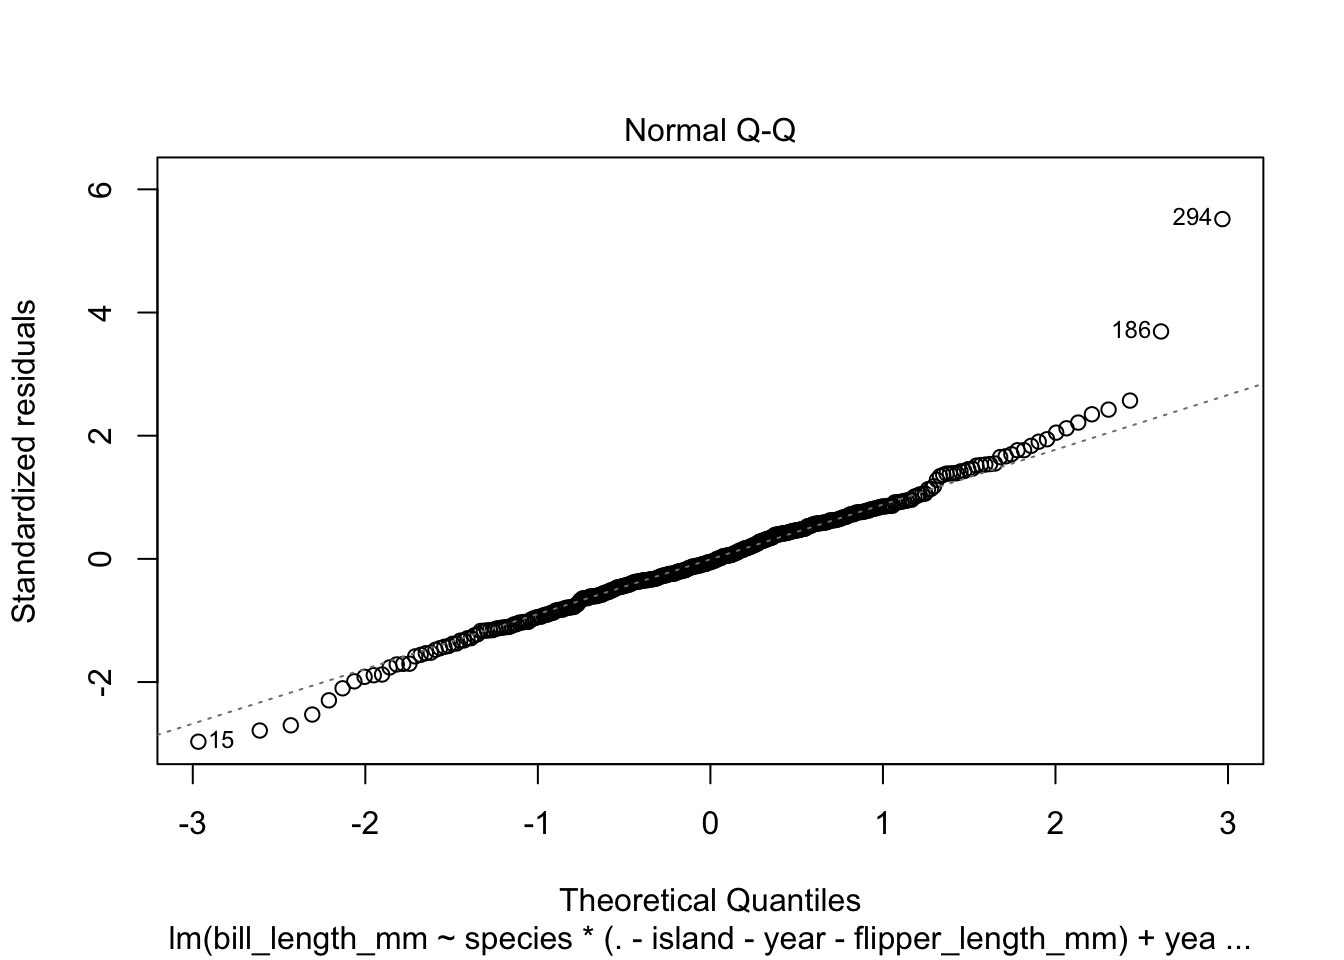 Normal Q-Q
Standardized residuals
6
4
2
0
-2
294
186
15
-3 -2 -1 0 1 2 3
Theoretical Quantiles
lm(bill_length_mm ~ species * (. - island - year - flipper_length_mm) + yea ...